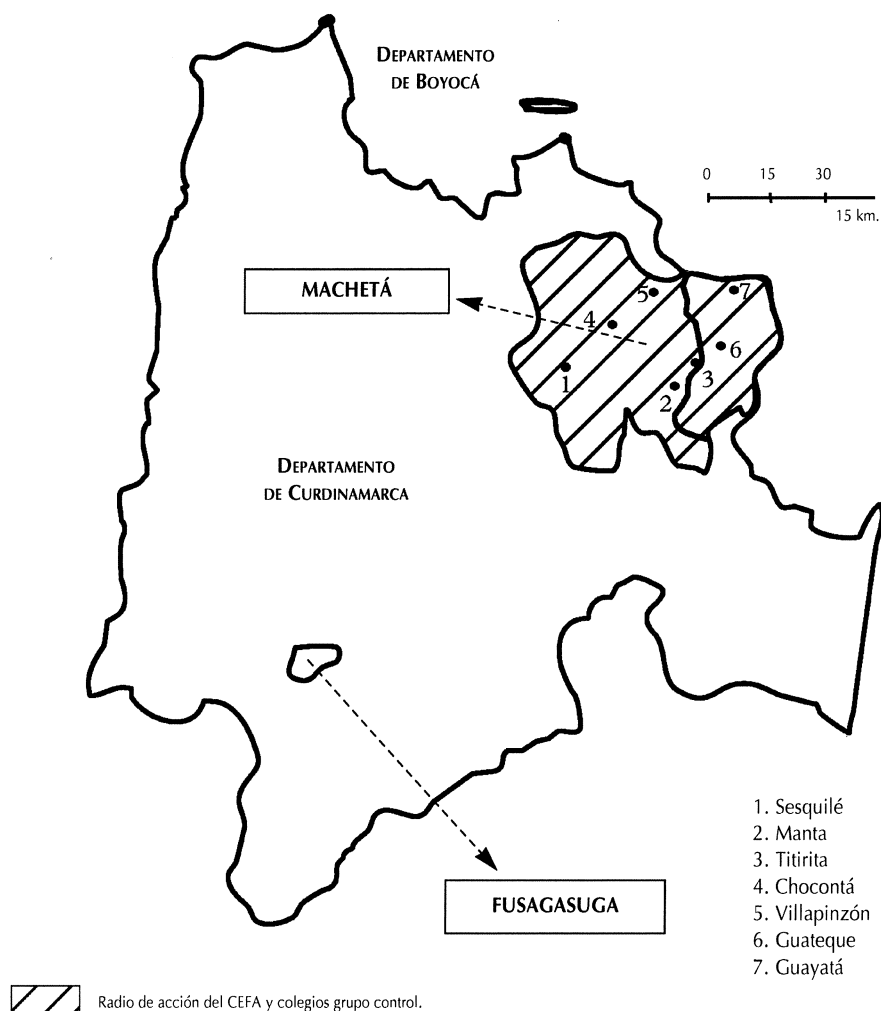 DEPARTAMENTO
DE BOYOCÁ
0 15 30
15 km.
MACHETÁ
5
7
4
6
1
3
2
DEPARTAMENTO
DE CURDINAMARCA
1. Sesquilé
2. Manta
3. Titirita
4. Chocontá
5. Villapinzón
6. Guateque
7. Guayatá
FUSAGASUGA
Radio de acción del CEFA y colegios grupo control.